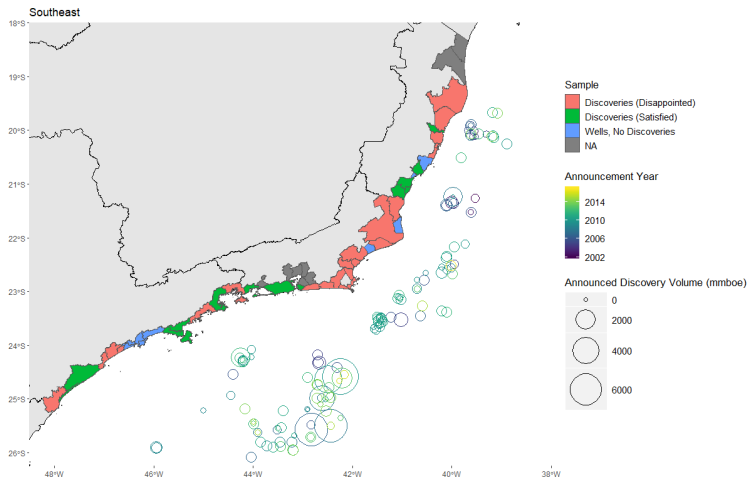 Southeast
18°S
19°S
20°S
21°S
22°S
23°S
24°S
25°S
26°S
48°W
46°W
44°W
42°W
40°W
38°W
Sample
Discoveries (Disappointed)
Discoveries (Satisfied)
Wells, No Discoveries
NA
Announcement Year
2014
2010
2006
2002
Announced Discovery Volume (mmboe)
0
2000
4000
6000